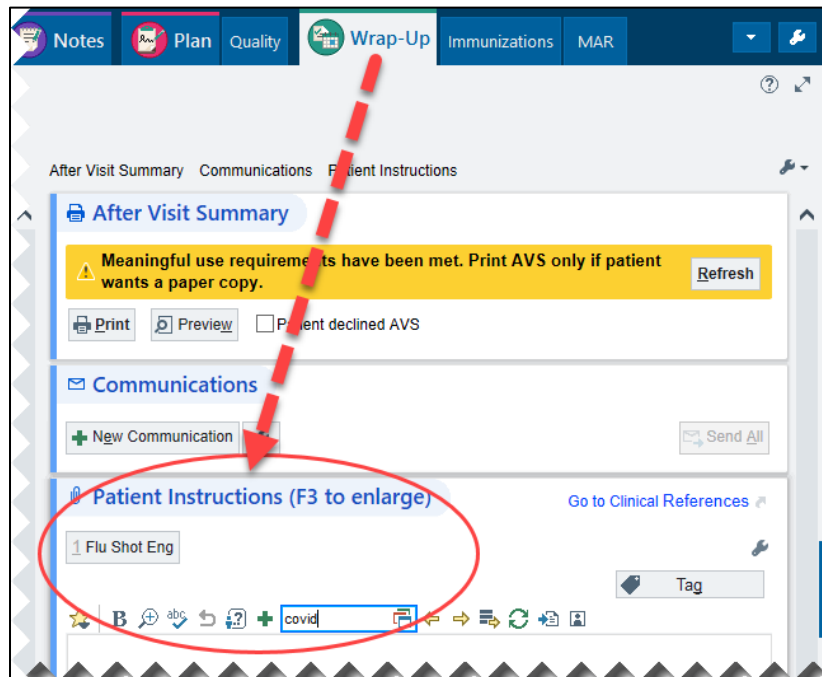 Notes Plan Quality Wrap-Up Immunizations MAR
After Visit Summary Communications Patient Instructions
After Visit Summary
Meaningful use requirements have been met. Print AVS only if patient
wants a paper copy.
Refresh
Print Preview Patient declined AVS
Communications
New Communication
Send All
Patient Instructions (F3 to enlarge)
Go to Clinical References
1 Flu Shot Eng
Tag
B abc covid